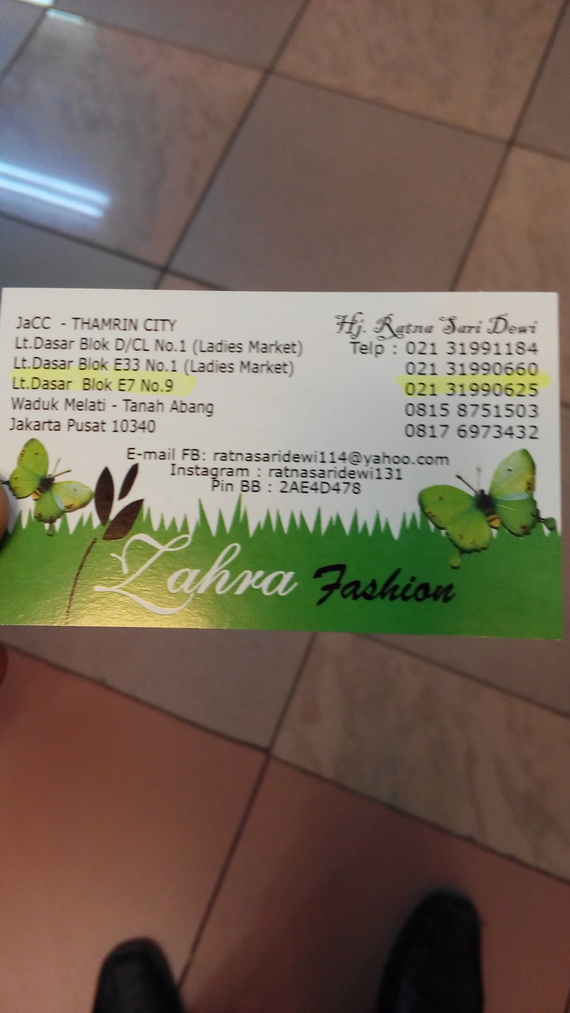 JaCC - THAMRIN CITY
Lt.Dasar Blok D/CL No.1 (Ladies Market)
Lt.Dasar Blok E33 No.1 (Ladies Market)
Lt.Dasar Blok E7 No.9
Waduk Melati - Tanah Abang
Jakarta Pusat 10340
Hj. Ratna Sari Dewi
Telp : 021 31991184
021 31990660
021 31990625
0815 8751503
0817 6973432
E-mail FB: ratnasaridewi114@yahoo.com
Instagram : ratnasaridewi131
Pin BB : 2AE4D478
Zahra Fashion